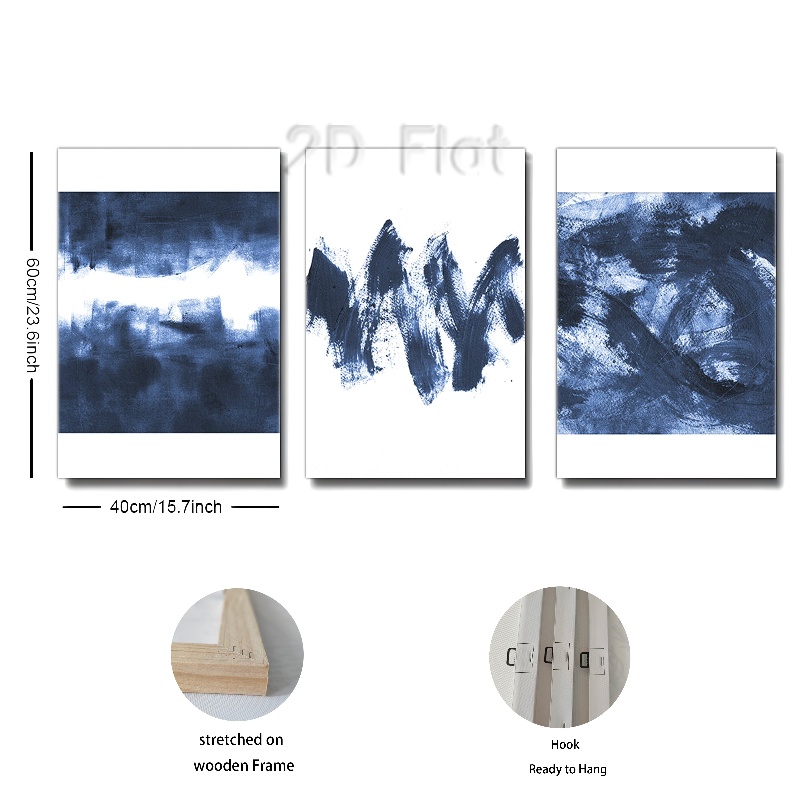 2D Flat
60cm/23.6inch
40cm/15.7inch
stretched on
wooden Frame
Hook
Ready to Hang